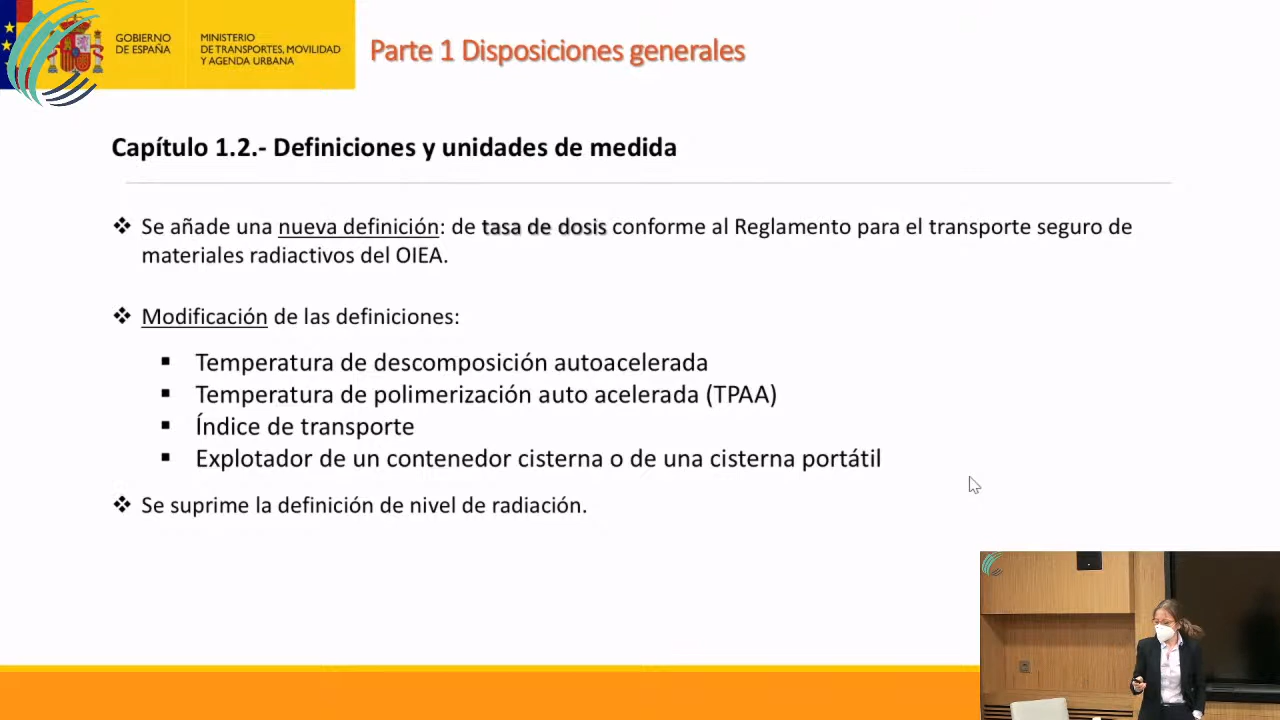 GOBIERNO
DE ESPAÑA
MINISTERIO
DE TRANSPORTES, MOVILIDAD
Y AGENDA URBANA
Parte 1 Disposiciones generales
Capítulo 1.2.- Definiciones y unidades de medida
❖ Se añade una nueva definición: de tasa de dosis conforme al Reglamento para el transporte seguro de
materiales radiactivos del OIEA.
❖ Modificación de las definiciones:
▪ Temperatura de descomposición autoacelerada
▪ Temperatura de polimerización auto acelerada (TPAA)
▪ Índice de transporte
▪ Explotador de un contenedor cisterna o de una cisterna portátil
❖ Se suprime la definición de nivel de radiación.